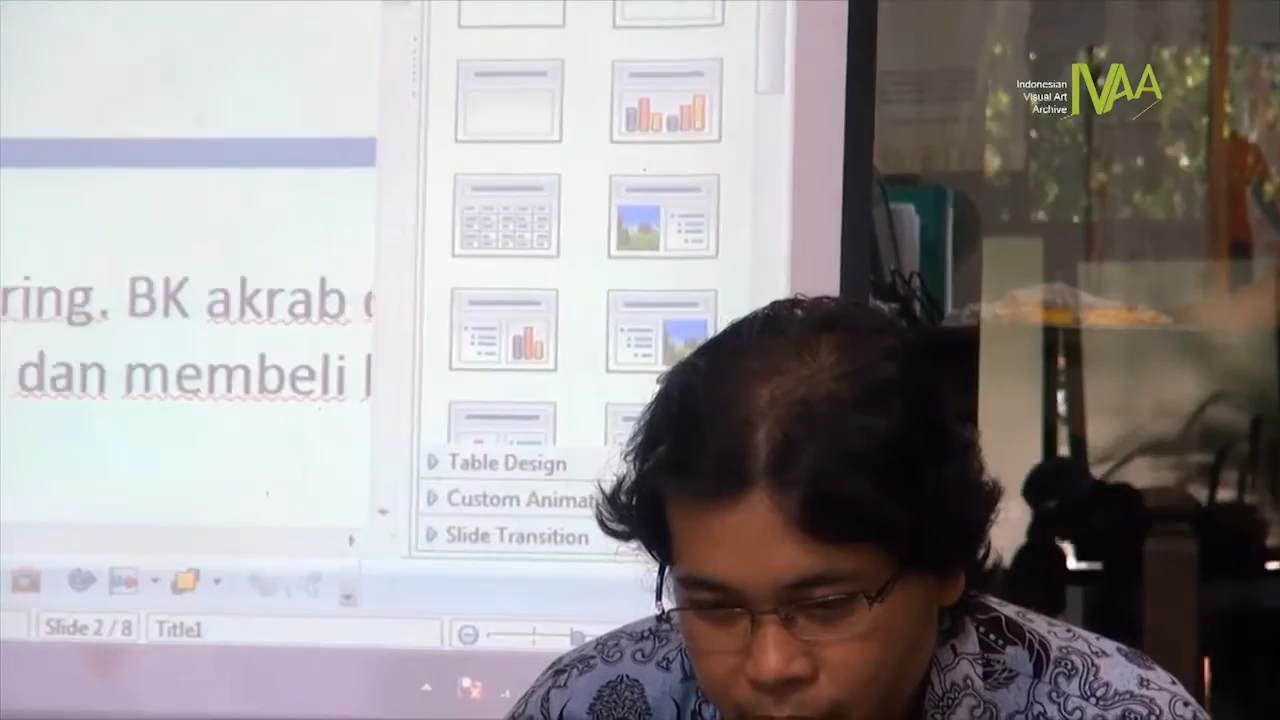 Indonesian
Visual Art
Archive
IVAA
ring. BK akrab
dan membeli
Table Design
Custom Animat
Slide Transition
Slide 2 / 8
Title1